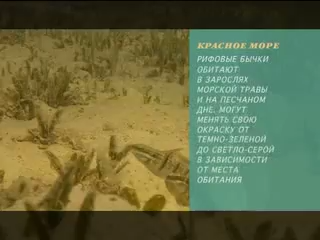 КРАСНОЕ МОРЕ
РИФОВЫЕ БЫЧКИ
ОБИТАЮТ
В ЗАРОСЛЯХ
МОРСКОЙ ТРАВЫ
И НА ПЕСЧАНОМ
ДНЕ. МОГУТ
МЕНЯТЬ СВОЮ
ОКРАСКУ ОТ
ТЕМНО-ЗЕЛЕНОЙ
ДО СВЕТЛО-СЕРОЙ
В ЗАВИСИМОСТИ
ОТ МЕСТА
ОБИТАНИЯ